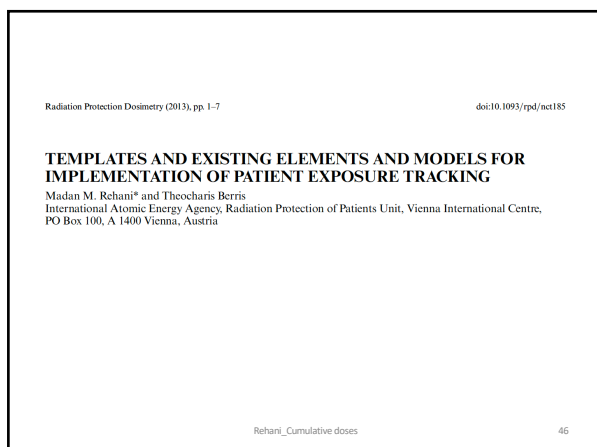 Radiation Protection Dosimetry (2013), pp. 1–7 doi:10.1093/rpd/nct185
TEMPLATES AND EXISTING ELEMENTS AND MODELS FOR
IMPLEMENTATION OF PATIENT EXPOSURE TRACKING
Madan M. Rehani* and Theocharis Berris
International Atomic Energy Agency, Radiation Protection of Patients Unit, Vienna International Centre,
PO Box 100, A 1400 Vienna, Austria
Rehani_Cumulative doses 46